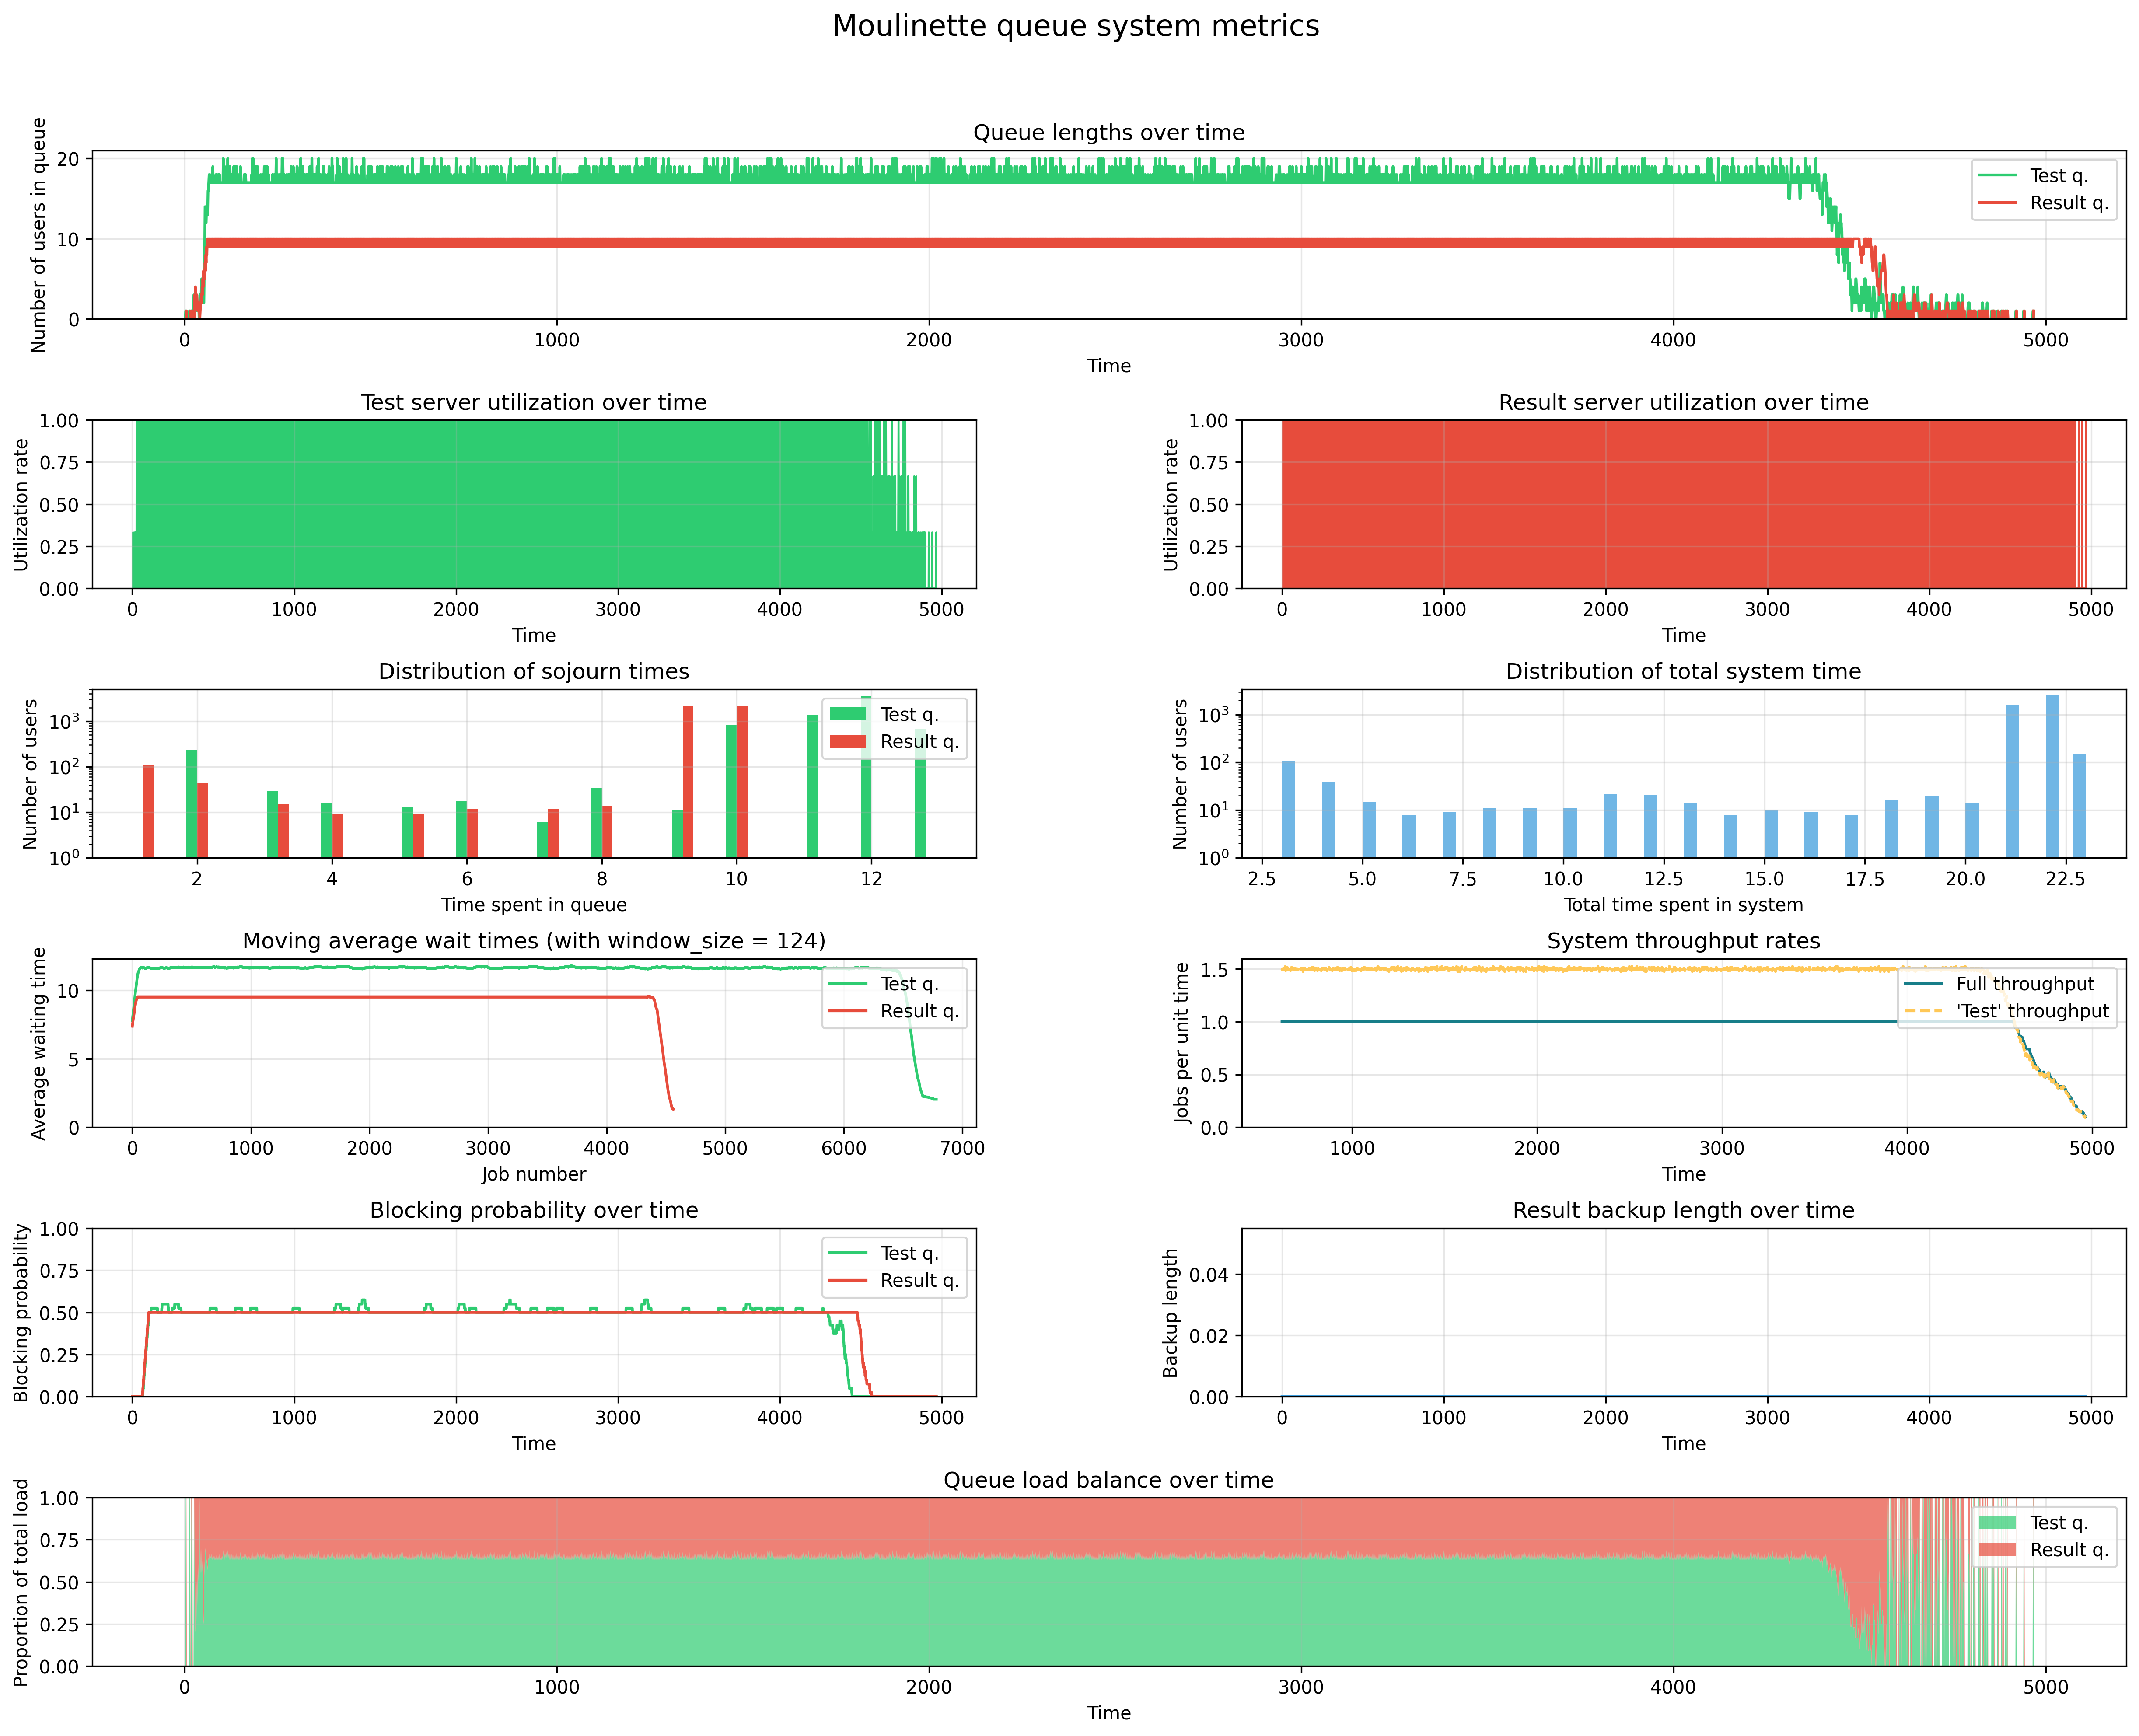 Moulinette queue system metrics
Queue lengths over time
Number of users in queue
20
10
0
Test q.
Result q.
0 1000 2000 3000 4000 5000
Time
Test server utilization over time
Utilization rate
1.00
0.75
0.50
0.25
0.00
0 1000 2000 3000 4000 5000
Time
Result server utilization over time
Utilization rate
1.00
0.75
0.50
0.25
0.00
0 1000 2000 3000 4000 5000
Time
Distribution of sojourn times
Number of users
10³
10²
10¹
10⁰
Test q.
Result q.
2 4 6 8 10 12
Time spent in queue
Distribution of total system time
Number of users
10³
10²
10¹
10⁰
2.5 5.0 7.5 10.0 12.5 15.0 17.5 20.0 22.5
Total time spent in system
Moving average wait times (with window_size = 124)
Average waiting time
10
5
0
Test q.
Result q.
0 1000 2000 3000 4000 5000 6000 7000
Job number
System throughput rates
Jobs per unit time
1.5
1.0
0.5
0.0
Full throughput
'Test' throughput
1000 2000 3000 4000 5000
Time
Blocking probability over time
Blocking probability
1.00
0.75
0.50
0.25
0.00
Test q.
Result q.
0 1000 2000 3000 4000 5000
Time
Result backup length over time
Backup length
0.04
0.02
0.00
0 1000 2000 3000 4000 5000
Time
Queue load balance over time
Proportion of total load
1.00
0.75
0.50
0.25
0.00
Test q.
Result q.
0 1000 2000 3000 4000 5000
Time